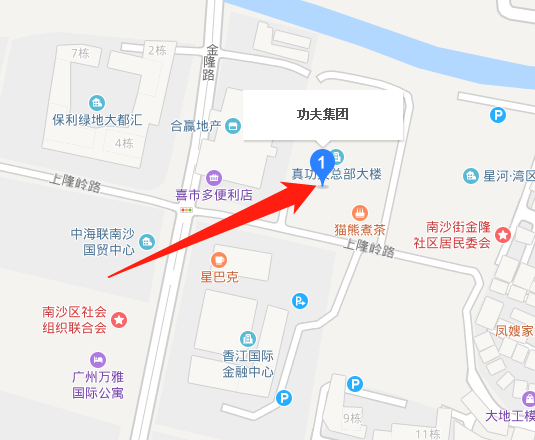 7栋
2栋
金隆路
保利绿地大都汇
4栋
合赢地产
功夫集团
1
真功夫总部大楼
P
星河·湾区
上隆岭路
喜市多便利店
猫熊煮茶
南沙街金隆
社区居民委会
中海联南沙
国贸中心
上隆岭路
星巴克
P
南沙区社会
组织联合会
香江国际
金融中心
凤嫂家
广州万雅
国际公寓
P
P
9栋
11栋
大地工模